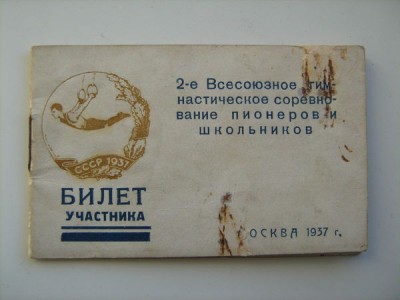 2-е Всесоюзное гим-
настическое соревно-
вание пионеров и
школьников
СССР 1937
БИЛЕТ
УЧАСТНИКА
ОСКВА 1937 г.